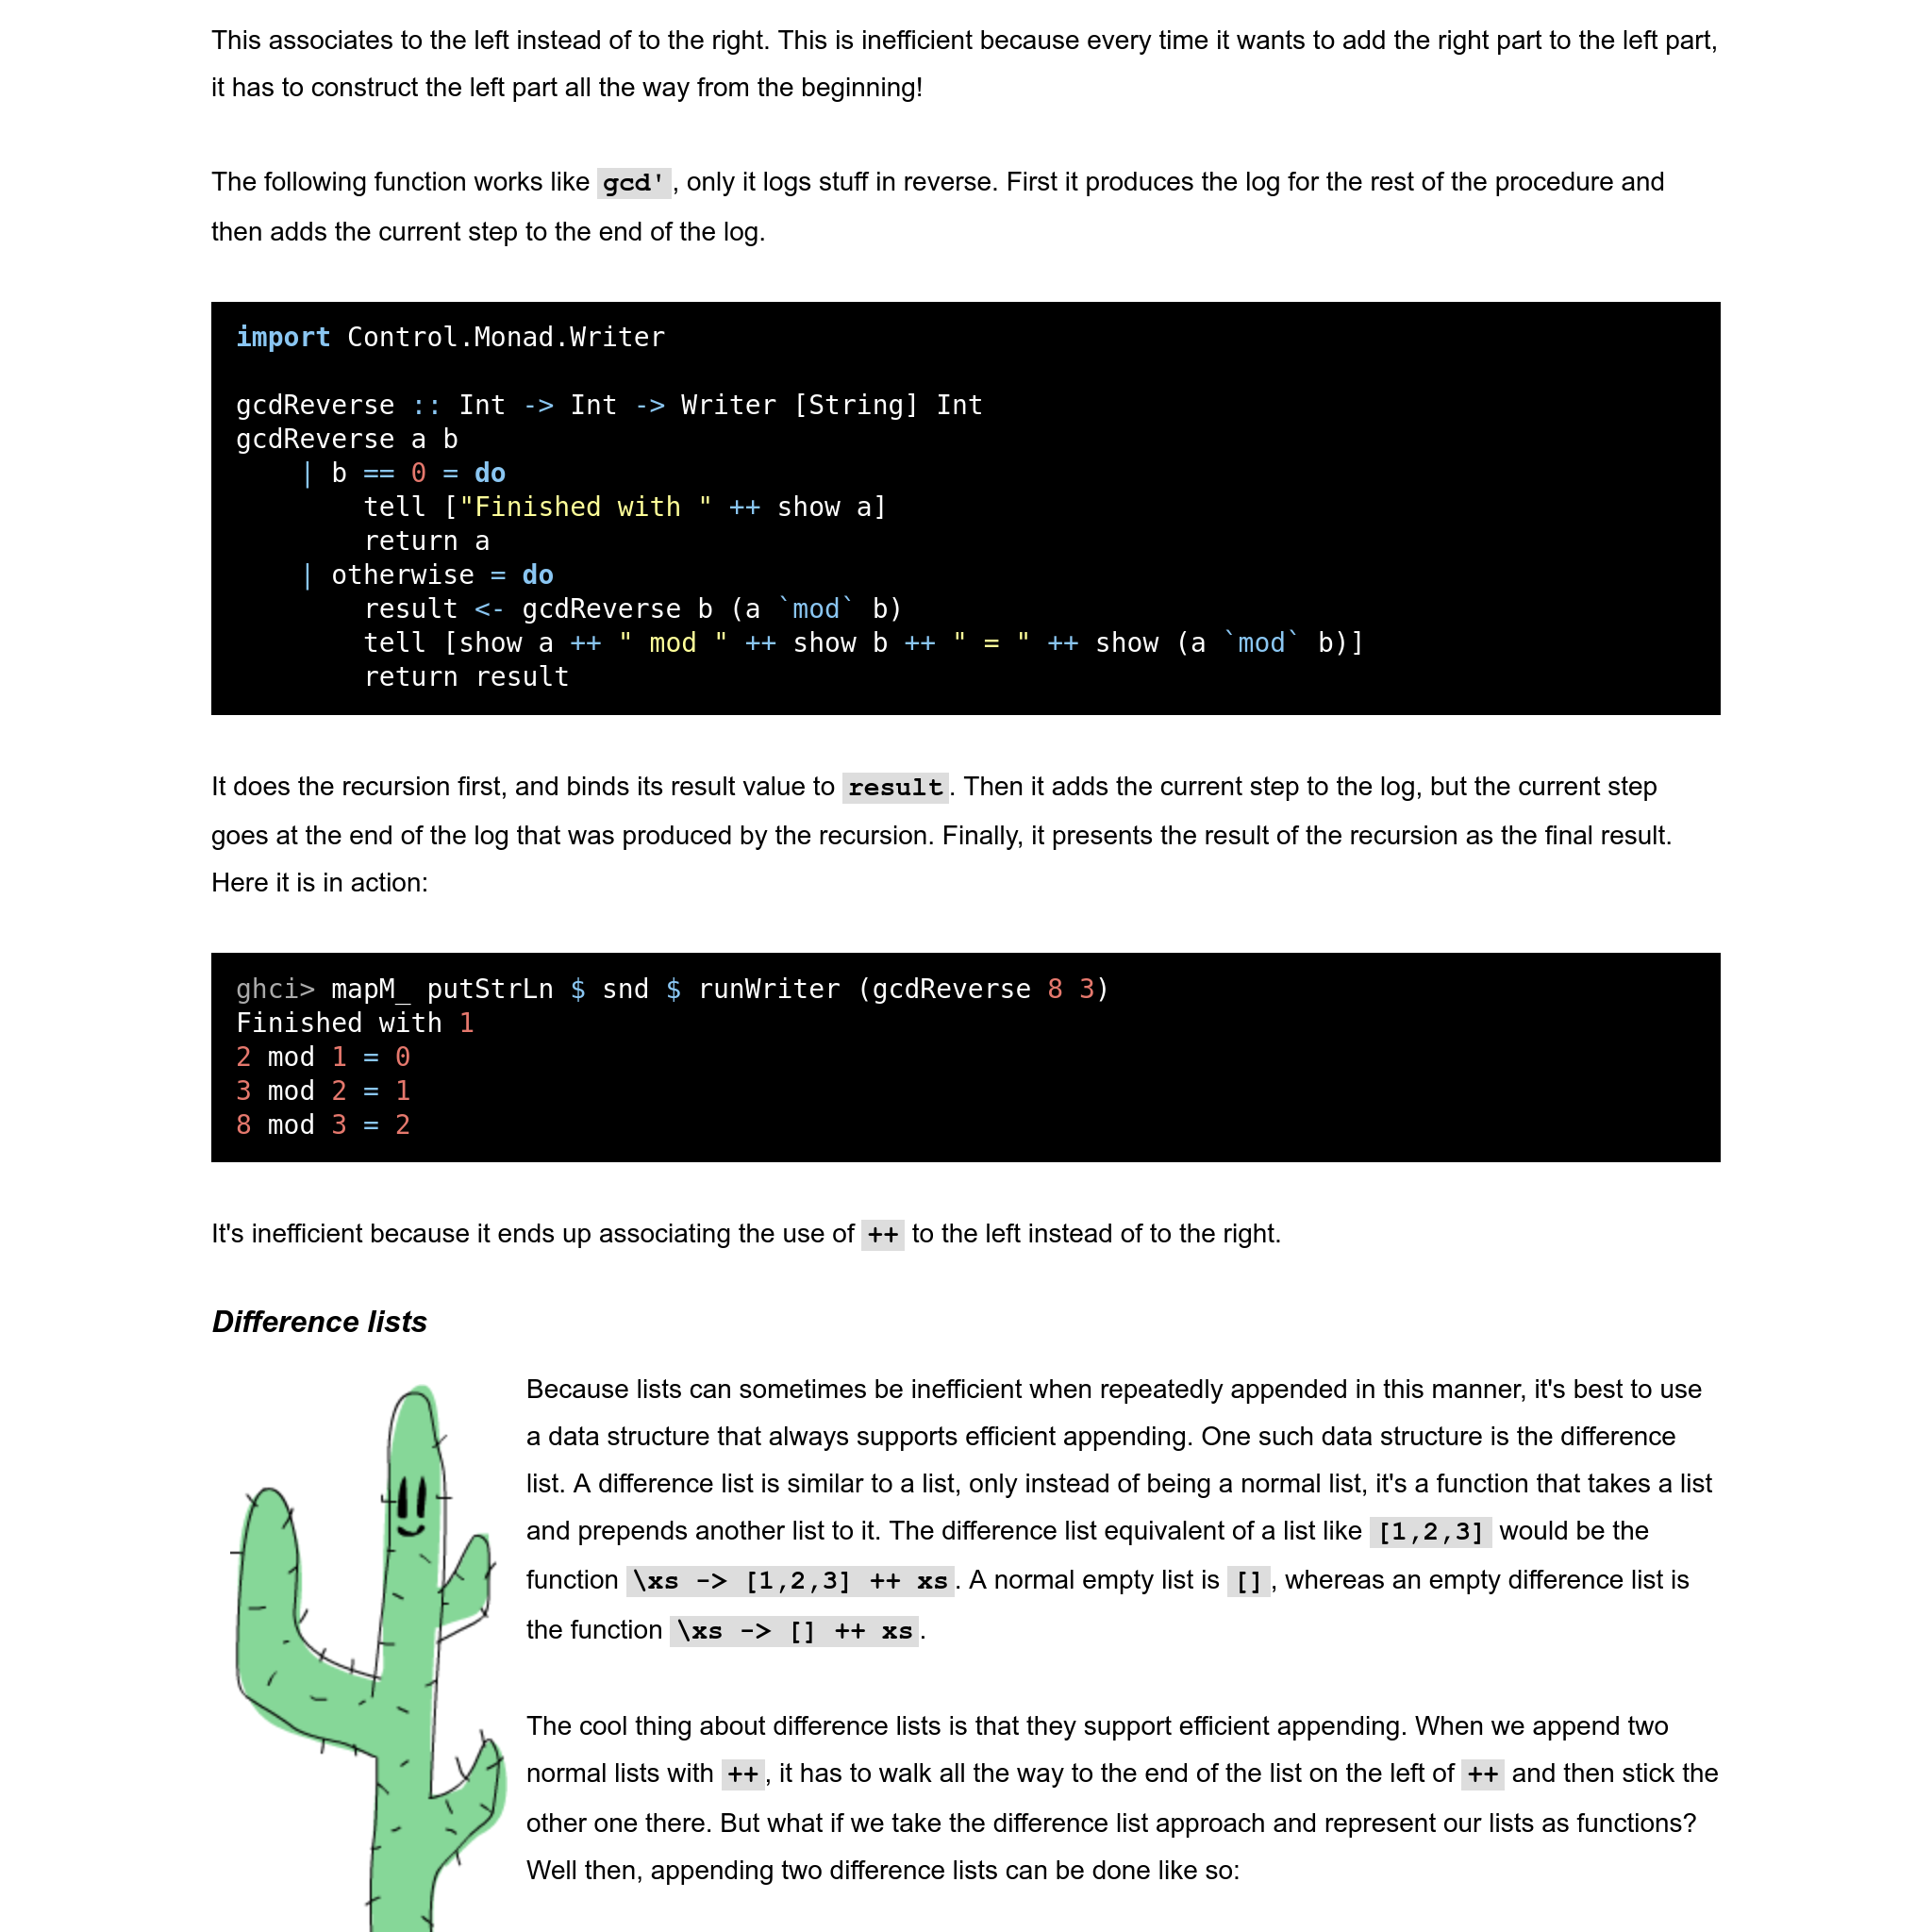 This associates to the left instead of to the right. This is inefficient because every time it wants to add the right part to the left part,
it has to construct the left part all the way from the beginning!
The following function works like gcd', only it logs stuff in reverse. First it produces the log for the rest of the procedure and
then adds the current step to the end of the log.
import Control.Monad.Writer
gcdReverse :: Int -> Int -> Writer [String] Int
gcdReverse a b
    | b == 0 = do
        tell ["Finished with " ++ show a]
        return a
    | otherwise = do
        result <- gcdReverse b (a `mod` b)
        tell [show a ++ " mod " ++ show b ++ " = " ++ show (a `mod` b)]
        return result
It does the recursion first, and binds its result value to result. Then it adds the current step to the log, but the current step
goes at the end of the log that was produced by the recursion. Finally, it presents the result of the recursion as the final result.
Here it is in action:
ghci> mapM_ putStrLn $ snd $ runWriter (gcdReverse 8 3)
Finished with 1
2 mod 1 = 0
3 mod 2 = 1
8 mod 3 = 2
It's inefficient because it ends up associating the use of ++ to the left instead of to the right.
Difference lists
Because lists can sometimes be inefficient when repeatedly appended in this manner, it's best to use
a data structure that always supports efficient appending. One such data structure is the difference
list. A difference list is similar to a list, only instead of being a normal list, it's a function that takes a list
and prepends another list to it. The difference list equivalent of a list like [1,2,3] would be the
function \xs -> [1,2,3] ++ xs. A normal empty list is [], whereas an empty difference list is
the function \xs -> [] ++ xs.
The cool thing about difference lists is that they support efficient appending. When we append two
normal lists with ++, it has to walk all the way to the end of the list on the left of ++ and then stick the
other one there. But what if we take the difference list approach and represent our lists as functions?
Well then, appending two difference lists can be done like so: